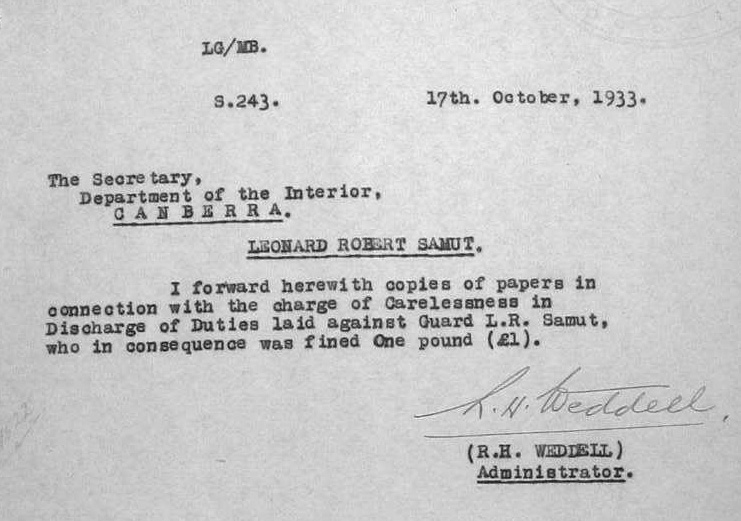 LG/MB.
S.243. 17th. October, 1933.
The Secretary,
Department of the Interior,
C A N B E R R A.
LEONARD ROBERT SAMUT.
I forward herewith copies of papers in
connection with the charge of Carelessness in
Discharge of Duties laid against Guard L.R. Samut,
who in consequence was fined One pound (£1).
R. H. Weddell.
(R.H. WEDDELL)
Administrator.